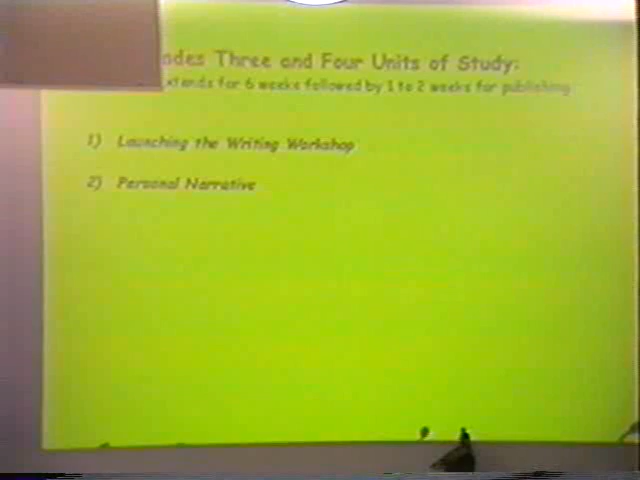 ades Three and Four Units of Study:
xtends for 6 weeks followed by 1 to 2 weeks for publishing
1) Launching the Writing Workshop
2) Personal Narrative